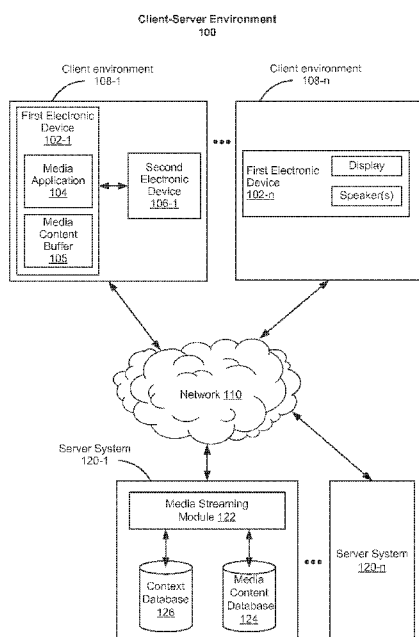 Client-Server Environment
100
Client environment
108-1
Client environment
108-n
First Electronic
Device
102-1
Media
Application
104
Media
Content
Buffer
105
Second
Electronic
Device
106-1
First Electronic
Device
102-n
Display
Speaker(s)
Network 110
Server System
120-1
Media Streaming
Module 122
Context
Database
126
Media
Content
Database
124
Server System
120-n